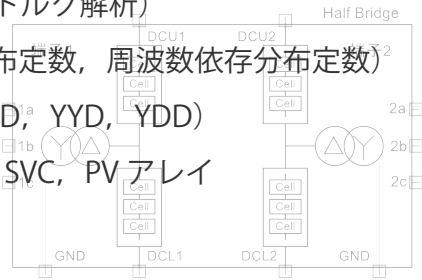 ドルク解析）
Half Bridge
DCU1
DCU2
布定数，周波数依存分布定数）
Cell
Cell
Cell
Cell
1a
D，YYD，YDD）
2a
1b
2b
SVC，PV アレイ
2c
Cell
Cell
Cell
Cell
Cell
Cell
GND
DCL1
DCL2
GND